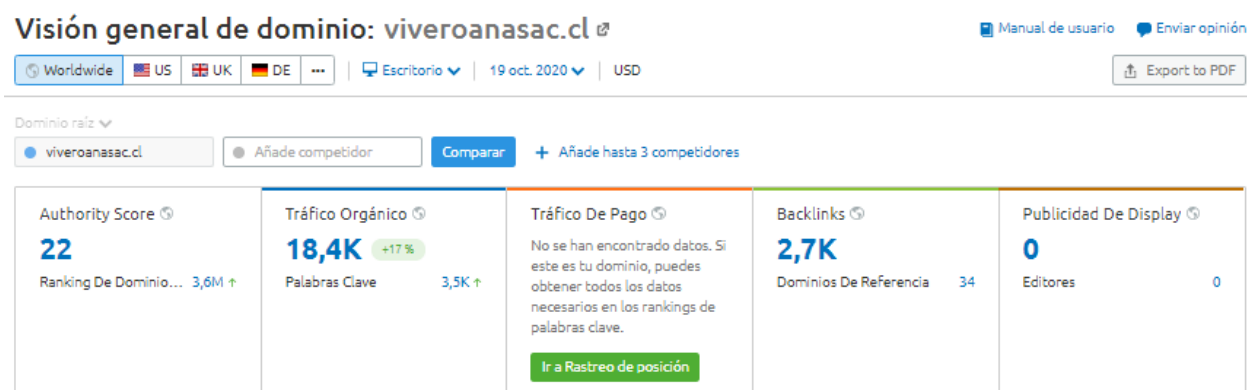 Visión general de dominio: viveroanasac.cl
Manual de usuario
Enviar opinión
Worldwide US UK DE ... Escritorio 19 oct. 2020 USD
Export to PDF
Dominio raíz
viveroanasac.cl Añade competidor Comparar + Añade hasta 3 competidores
Authority Score
22
Ranking De Dominio... 3,6M ↑
Tráfico Orgánico
18,4K +17 %
Palabras Clave 3,5K ↑
Tráfico De Pago
No se han encontrado datos. Si
este es tu dominio, puedes
obtener todos los datos
necesarios en los rankings de
palabras clave.
Ir a Rastreo de posición
Backlinks
2,7K
Dominios De Referencia 34
Publicidad De Display
0
Editores 0